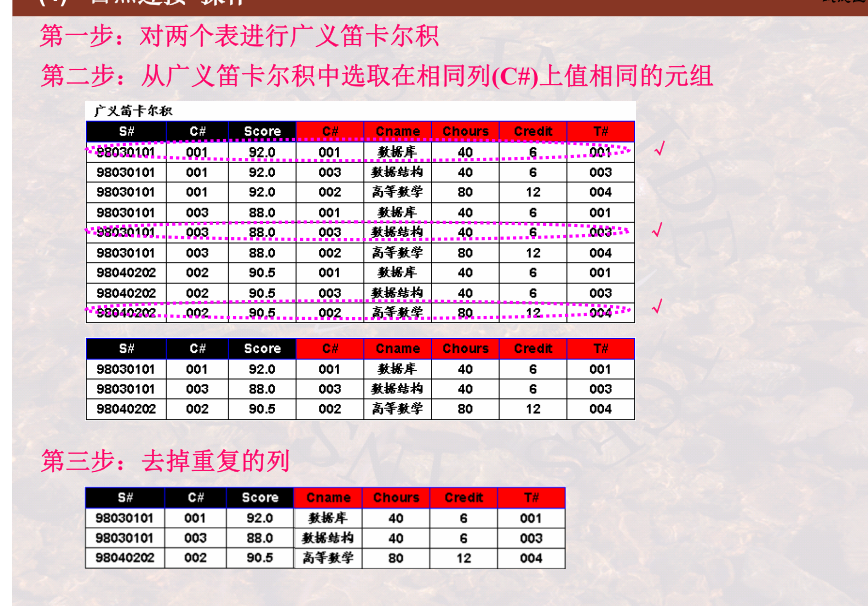 第一步：对两个表进行广义笛卡尔积
第二步：从广义笛卡尔积中选取在相同列(C#)上值相同的元组
广义笛卡尔积
S# C# Score C# Cname Chours Credit T#
98030101 001 92.0 001 数据库 40 6 001 √
98030101 001 92.0 003 数据结构 40 6 003
98030101 001 92.0 002 高等数学 80 12 004
98030101 003 88.0 001 数据库 40 6 001
98030101 003 88.0 003 数据结构 40 6 003 √
98030101 003 88.0 002 高等数学 80 12 004
98040202 002 90.5 001 数据库 40 6 001
98040202 002 90.5 003 数据结构 40 6 003
98040202 002 90.5 002 高等数学 80 12 004 √
S# C# Score C# Cname Chours Credit T#
98030101 001 92.0 001 数据库 40 6 001
98030101 003 88.0 003 数据结构 40 6 003
98040202 002 90.5 002 高等数学 80 12 004
第三步：去掉重复的列
S# C# Score Cname Chours Credit T#
98030101 001 92.0 数据库 40 6 001
98030101 003 88.0 数据结构 40 6 003
98040202 002 90.5 高等数学 80 12 004